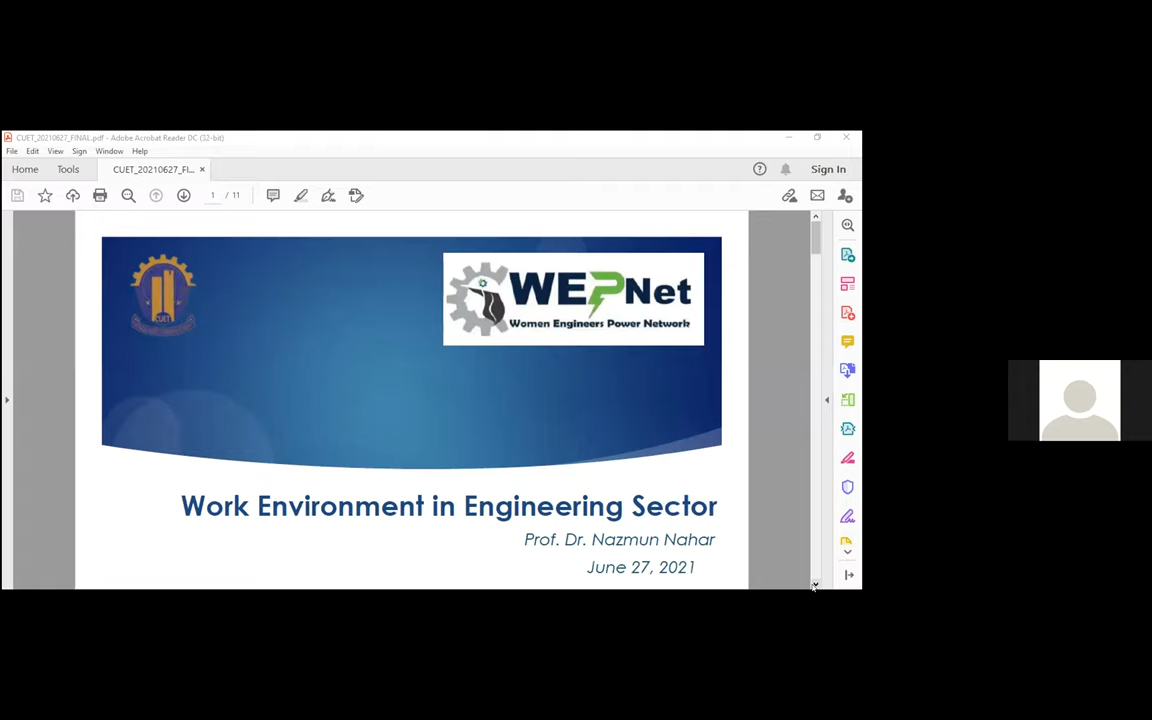 CUET_20210627_FINAL.pdf - Adobe Acrobat Reader DC (32-bit)
File Edit View Sign Window Help
Home Tools CUET_20210627_FI... × Sign In
1 / 11
CUET
WEPNet
Women Engineers Power Network
Work Environment in Engineering Sector
Prof. Dr. Nazmun Nahar
June 27, 2021